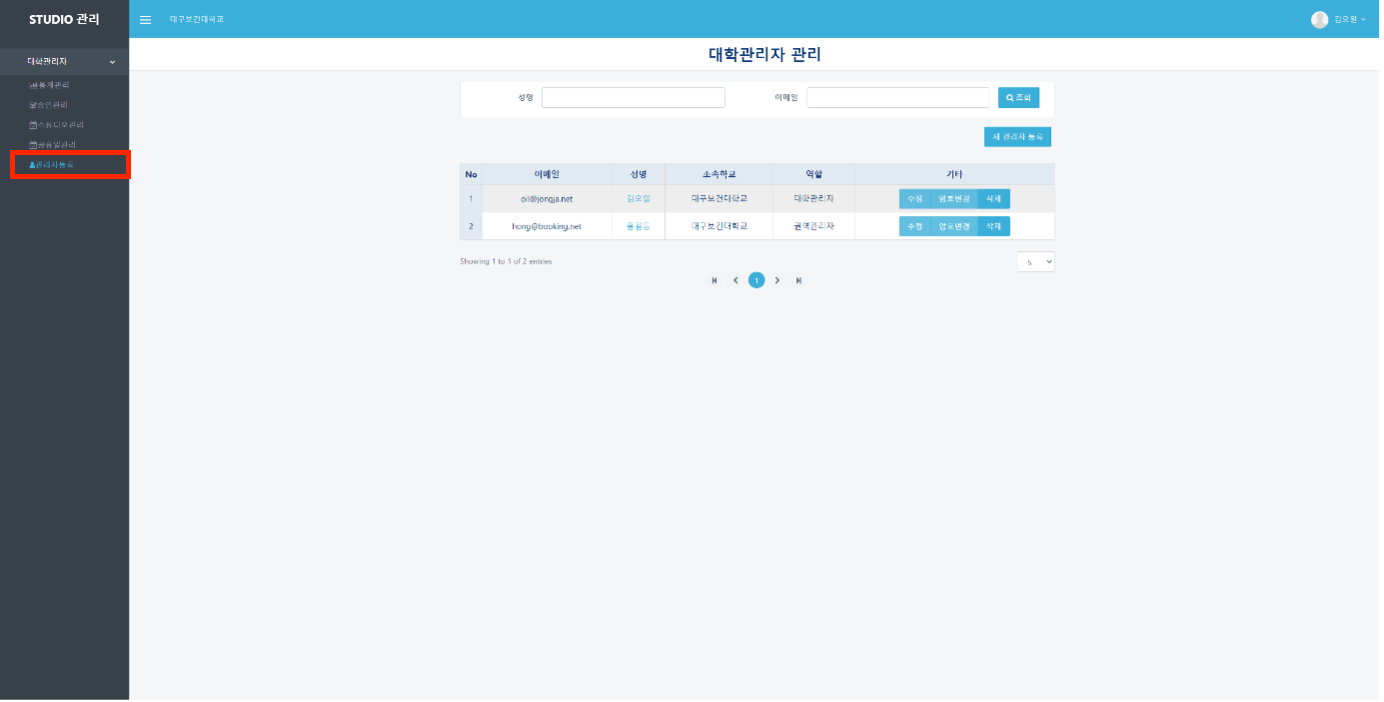 STUDIO 관리
대구보건대학교
김오일
대학관리자
대학관리자 관리
통계관리
승인관리
스튜디오관리
공휴일관리
관리자등록
성명
이메일
조회
새 관리자 등록
No 이메일 성명 소속학교 역할 기타
1 oil@jongja.net 김오일 대구보건대학교 대학관리자 수정 암호변경 삭제
2 hong@booking.net 홍길동 대구보건대학교 권역관리자 수정 암호변경 삭제
Showing 1 to 1 of 2 entries
5
1